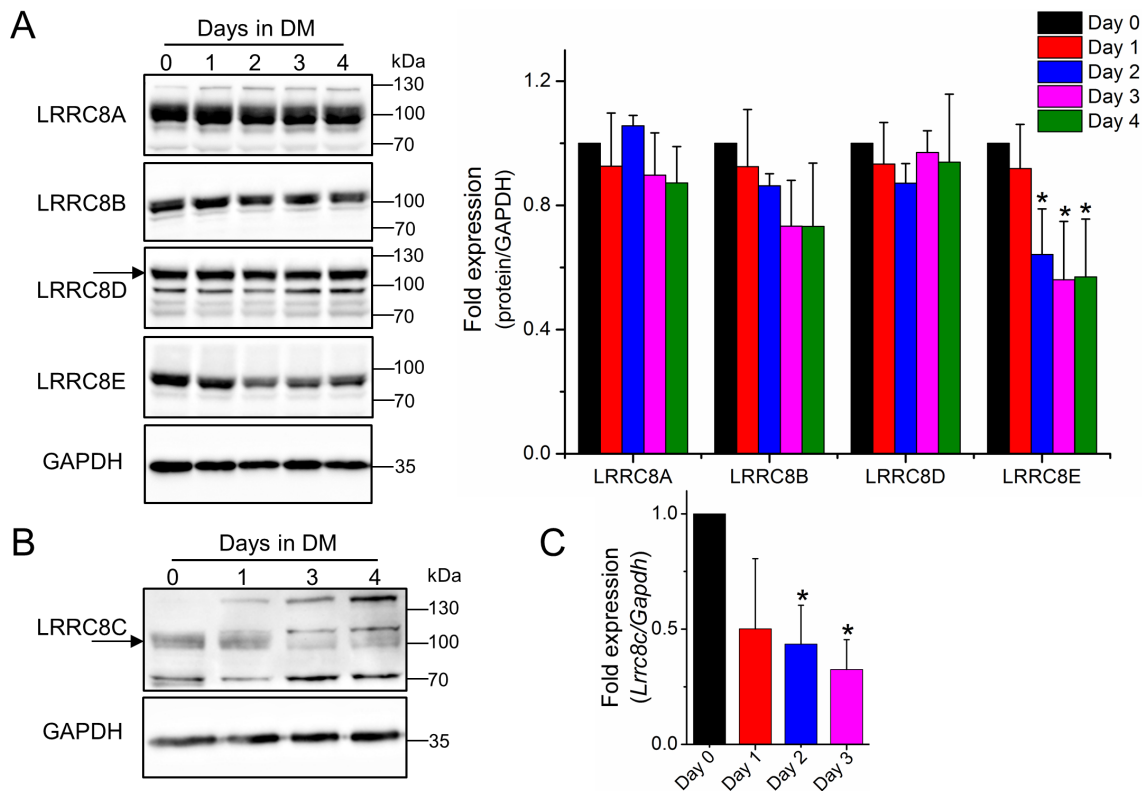 A
Days in DM
0 1 2 3 4 kDa
LRRC8A
130
100
70
LRRC8B
100
70
LRRC8D
130
100
70
LRRC8E
100
70
GAPDH
35
Day 0
Day 1
Day 2
Day 3
Day 4
Fold expression
(protein/GAPDH)
1.2
0.8
0.4
0.0
* * *
LRRC8A LRRC8B LRRC8D LRRC8E
B
Days in DM
0 1 3 4 kDa
LRRC8C
130
100
70
GAPDH
35
C
Fold expression
(Lrrc8c/Gapdh)
1.0
0.5
0.0
* *
Day 0 Day 1 Day 2 Day 3